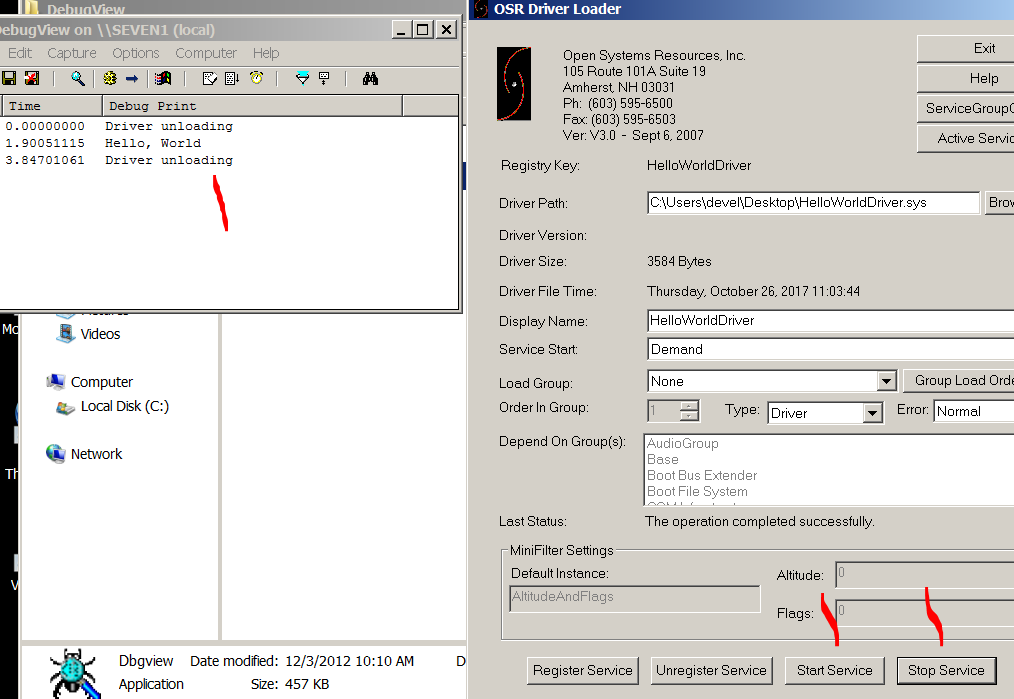 DebugView
DebugView on \\SEVEN1 (local)
Edit Capture Options Computer Help
Time Debug Print
0.00000000 Driver unloading
1.90051115 Hello, World
3.84701061 Driver unloading
Videos
Computer
Local Disk (C:)
Network
Dbgview Date modified: 12/3/2012 10:10 AM D
Application Size: 457 KB
OSR Driver Loader
Open Systems Resources, Inc.
105 Route 101A Suite 19
Amherst, NH 03031
Ph: (603) 595-6500
Fax: (603) 595-6503
Ver: V3.0 - Sept 6, 2007
Exit
Help
ServiceGroupO
Active Servic
Registry Key: HelloWorldDriver
Driver Path: C:\Users\devel\Desktop\HelloWorldDriver.sys Brow
Driver Version:
Driver Size: 3584 Bytes
Driver File Time: Thursday, October 26, 2017 11:03:44
Display Name: HelloWorldDriver
Service Start: Demand
Load Group: None Group Load Orde
Order In Group: 1 Type: Driver Error: Normal
Depend On Group(s): AudioGroup
Base
Boot Bus Extender
Boot File System
Last Status: The operation completed successfully.
MiniFilter Settings
Default Instance:
AltitudeAndFlags
Altitude: 0
Flags: 0
Register Service Unregister Service Start Service Stop Service